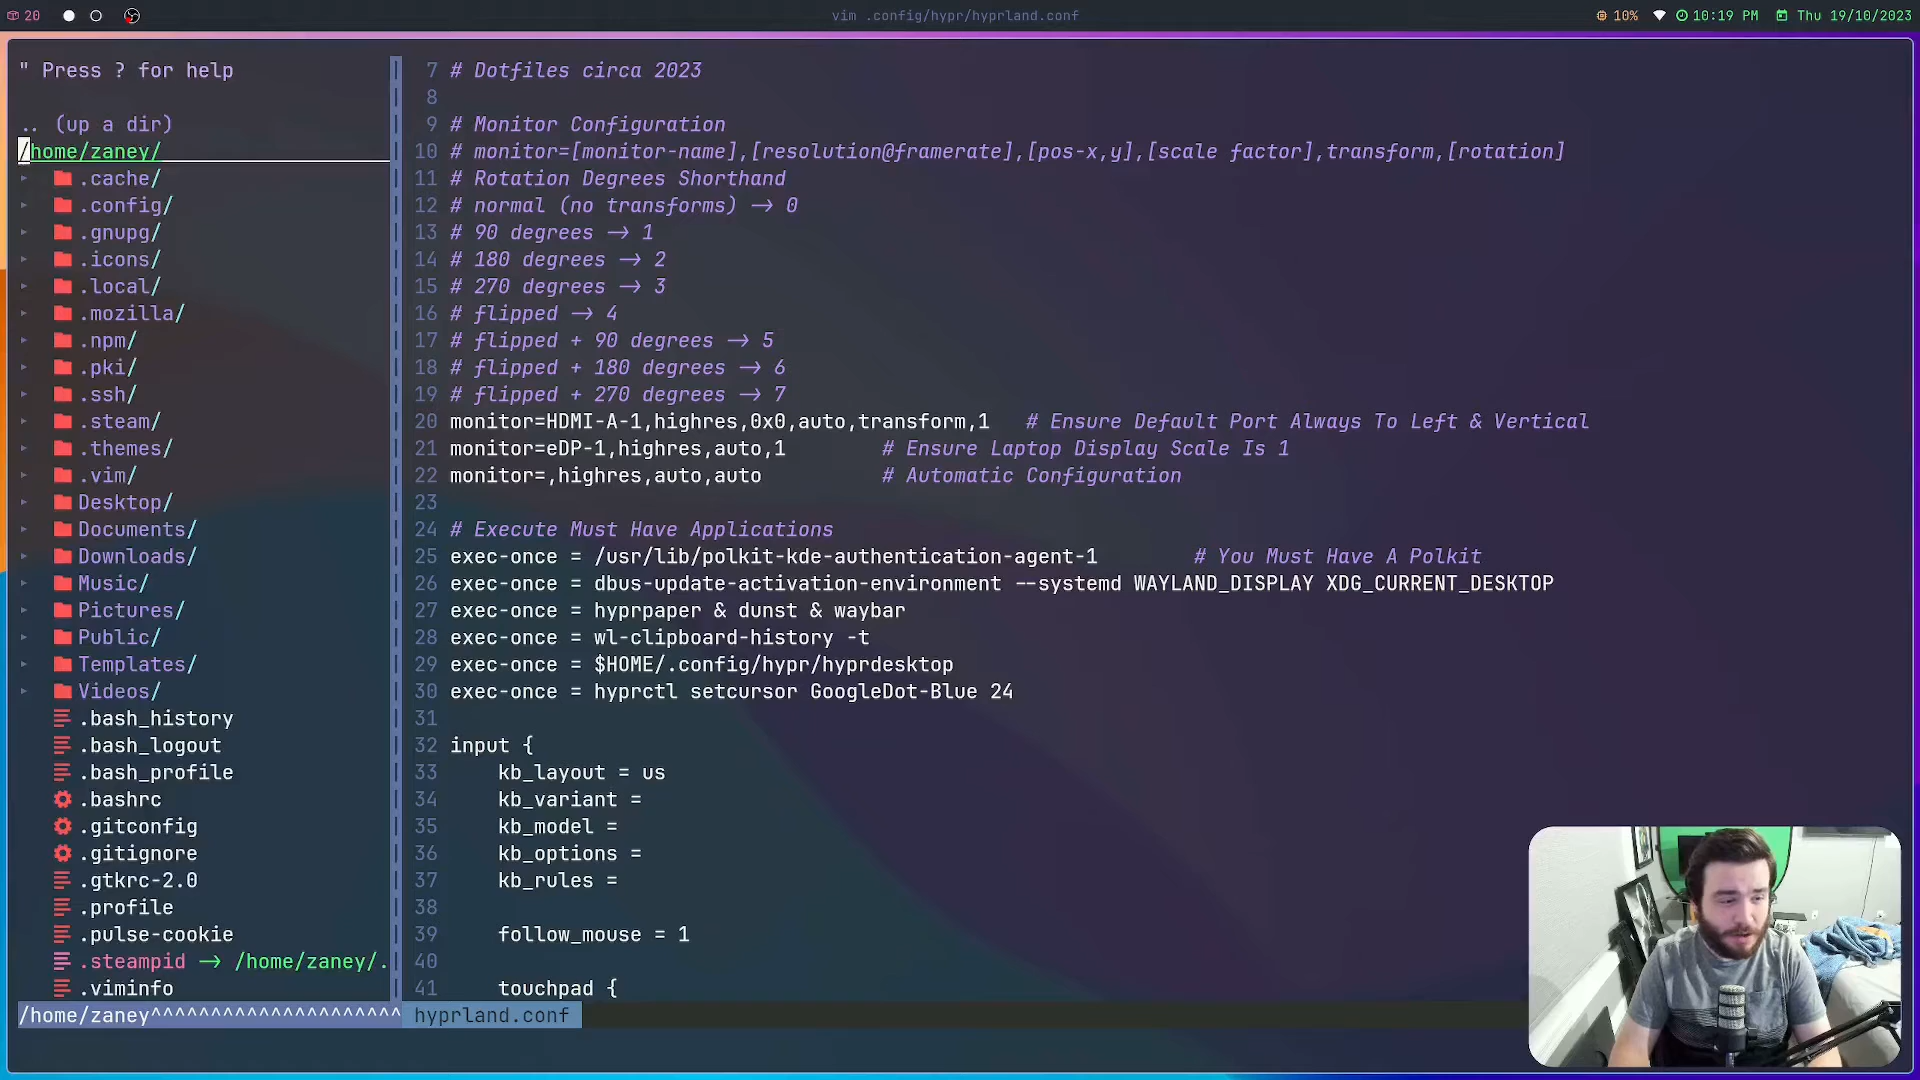 20
vim .config/hypr/hyprland.conf
10%
10:19 PM
Thu 19/10/2023
" Press ? for help
.. (up a dir)
/home/zaney/
.cache/
.config/
.gnupg/
.icons/
.local/
.mozilla/
.npm/
.pki/
.ssh/
.steam/
.themes/
.vim/
Desktop/
Documents/
Downloads/
Music/
Pictures/
Public/
Templates/
Videos/
.bash_history
.bash_logout
.bash_profile
.bashrc
.gitconfig
.gitignore
.gtkrc-2.0
.profile
.pulse-cookie
.steampid -> /home/zaney/.
.viminfo
/home/zaney^^^^^^^^^^^^^^^^^^^^^
7 # Dotfiles circa 2023
8
9 # Monitor Configuration
10 # monitor=[monitor-name],[resolution@framerate],[pos-x,y],[scale factor],transform,[rotation]
11 # Rotation Degrees Shorthand
12 # normal (no transforms) -> 0
13 # 90 degrees -> 1
14 # 180 degrees -> 2
15 # 270 degrees -> 3
16 # flipped -> 4
17 # flipped + 90 degrees -> 5
18 # flipped + 180 degrees -> 6
19 # flipped + 270 degrees -> 7
20 monitor=HDMI-A-1,highres,0x0,auto,transform,1 # Ensure Default Port Always To Left & Vertical
21 monitor=eDP-1,highres,auto,1 # Ensure Laptop Display Scale Is 1
22 monitor=,highres,auto,auto # Automatic Configuration
23
24 # Execute Must Have Applications
25 exec-once = /usr/lib/polkit-kde-authentication-agent-1 # You Must Have A Polkit
26 exec-once = dbus-update-activation-environment --systemd WAYLAND_DISPLAY XDG_CURRENT_DESKTOP
27 exec-once = hyprpaper & dunst & waybar
28 exec-once = wl-clipboard-history -t
29 exec-once = $HOME/.config/hypr/hyprdesktop
30 exec-once = hyprctl setcursor GoogleDot-Blue 24
31
32 input {
33 kb_layout = us
34 kb_variant =
35 kb_model =
36 kb_options =
37 kb_rules =
38
39 follow_mouse = 1
40
41 touchpad {
hyprland.conf